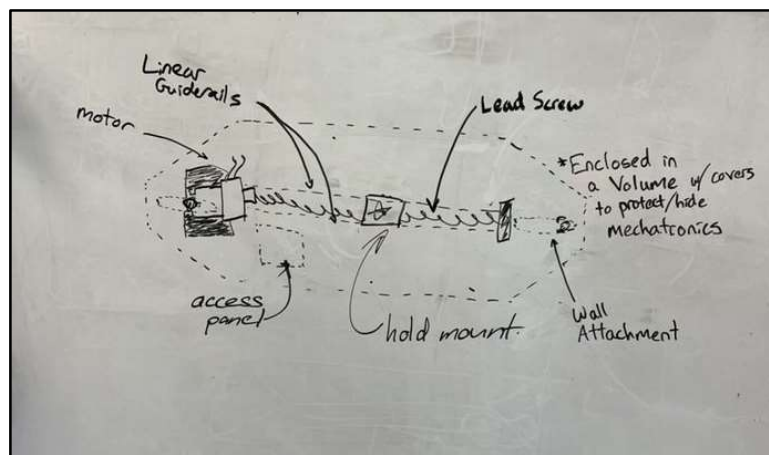 Linear
Guiderails
motor
Lead Screw
*Enclosed in
a Volume w/ covers
to protect/hide
mechatronics
access
panel
hold mount.
Wall
Attachment